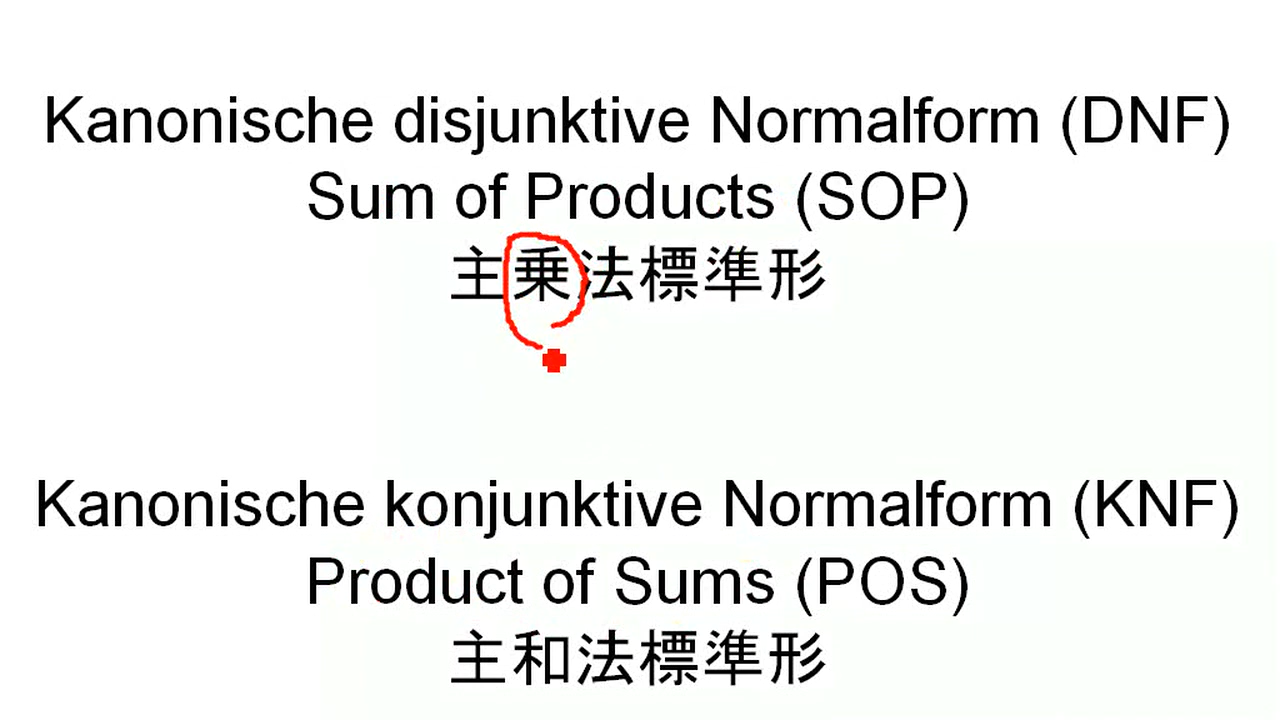 Kanonische disjunktive Normalform (DNF)
Sum of Products (SOP)
主乗法標準形
Kanonische konjunktive Normalform (KNF)
Product of Sums (POS)
主和法標準形